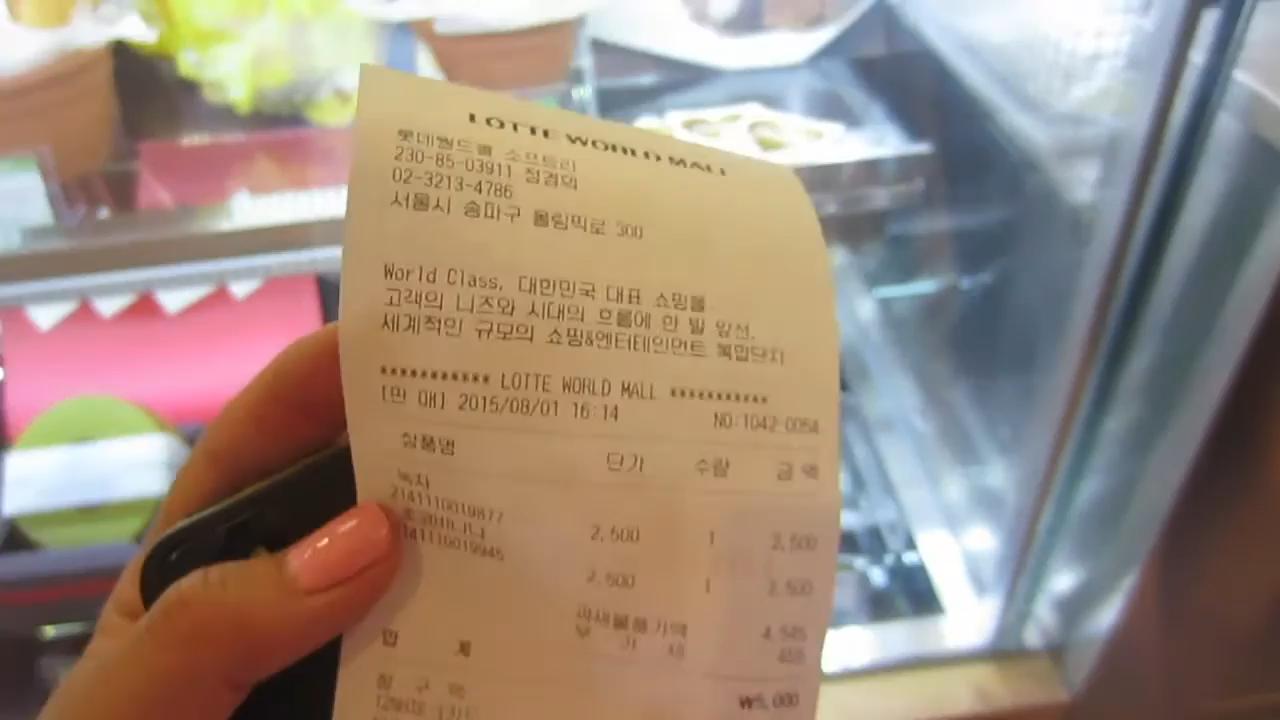 LOTTE WORLD MALL
롯데월드몰 소프트리
230-85-03911 정경덕
02-3213-4786
서울시 송파구 올림픽로 300
World Class, 대한민국 대표 쇼핑몰
고객의 니즈와 시대의 흐름에 한 발 앞선,
세계적인 규모의 쇼핑&엔터테인먼트 복합단지
*********** LOTTE WORLD MALL ***********
[판 매] 2015/08/01 16:14 NO:1042-0054
상품명 단가 수량 금 액
녹차
2141110019877
2,500 1 2,500
2141110019945
2,500 1 2,500
과세물품가액 4,545
부 가 세 455
합 계
청 구 액 ₩5,000